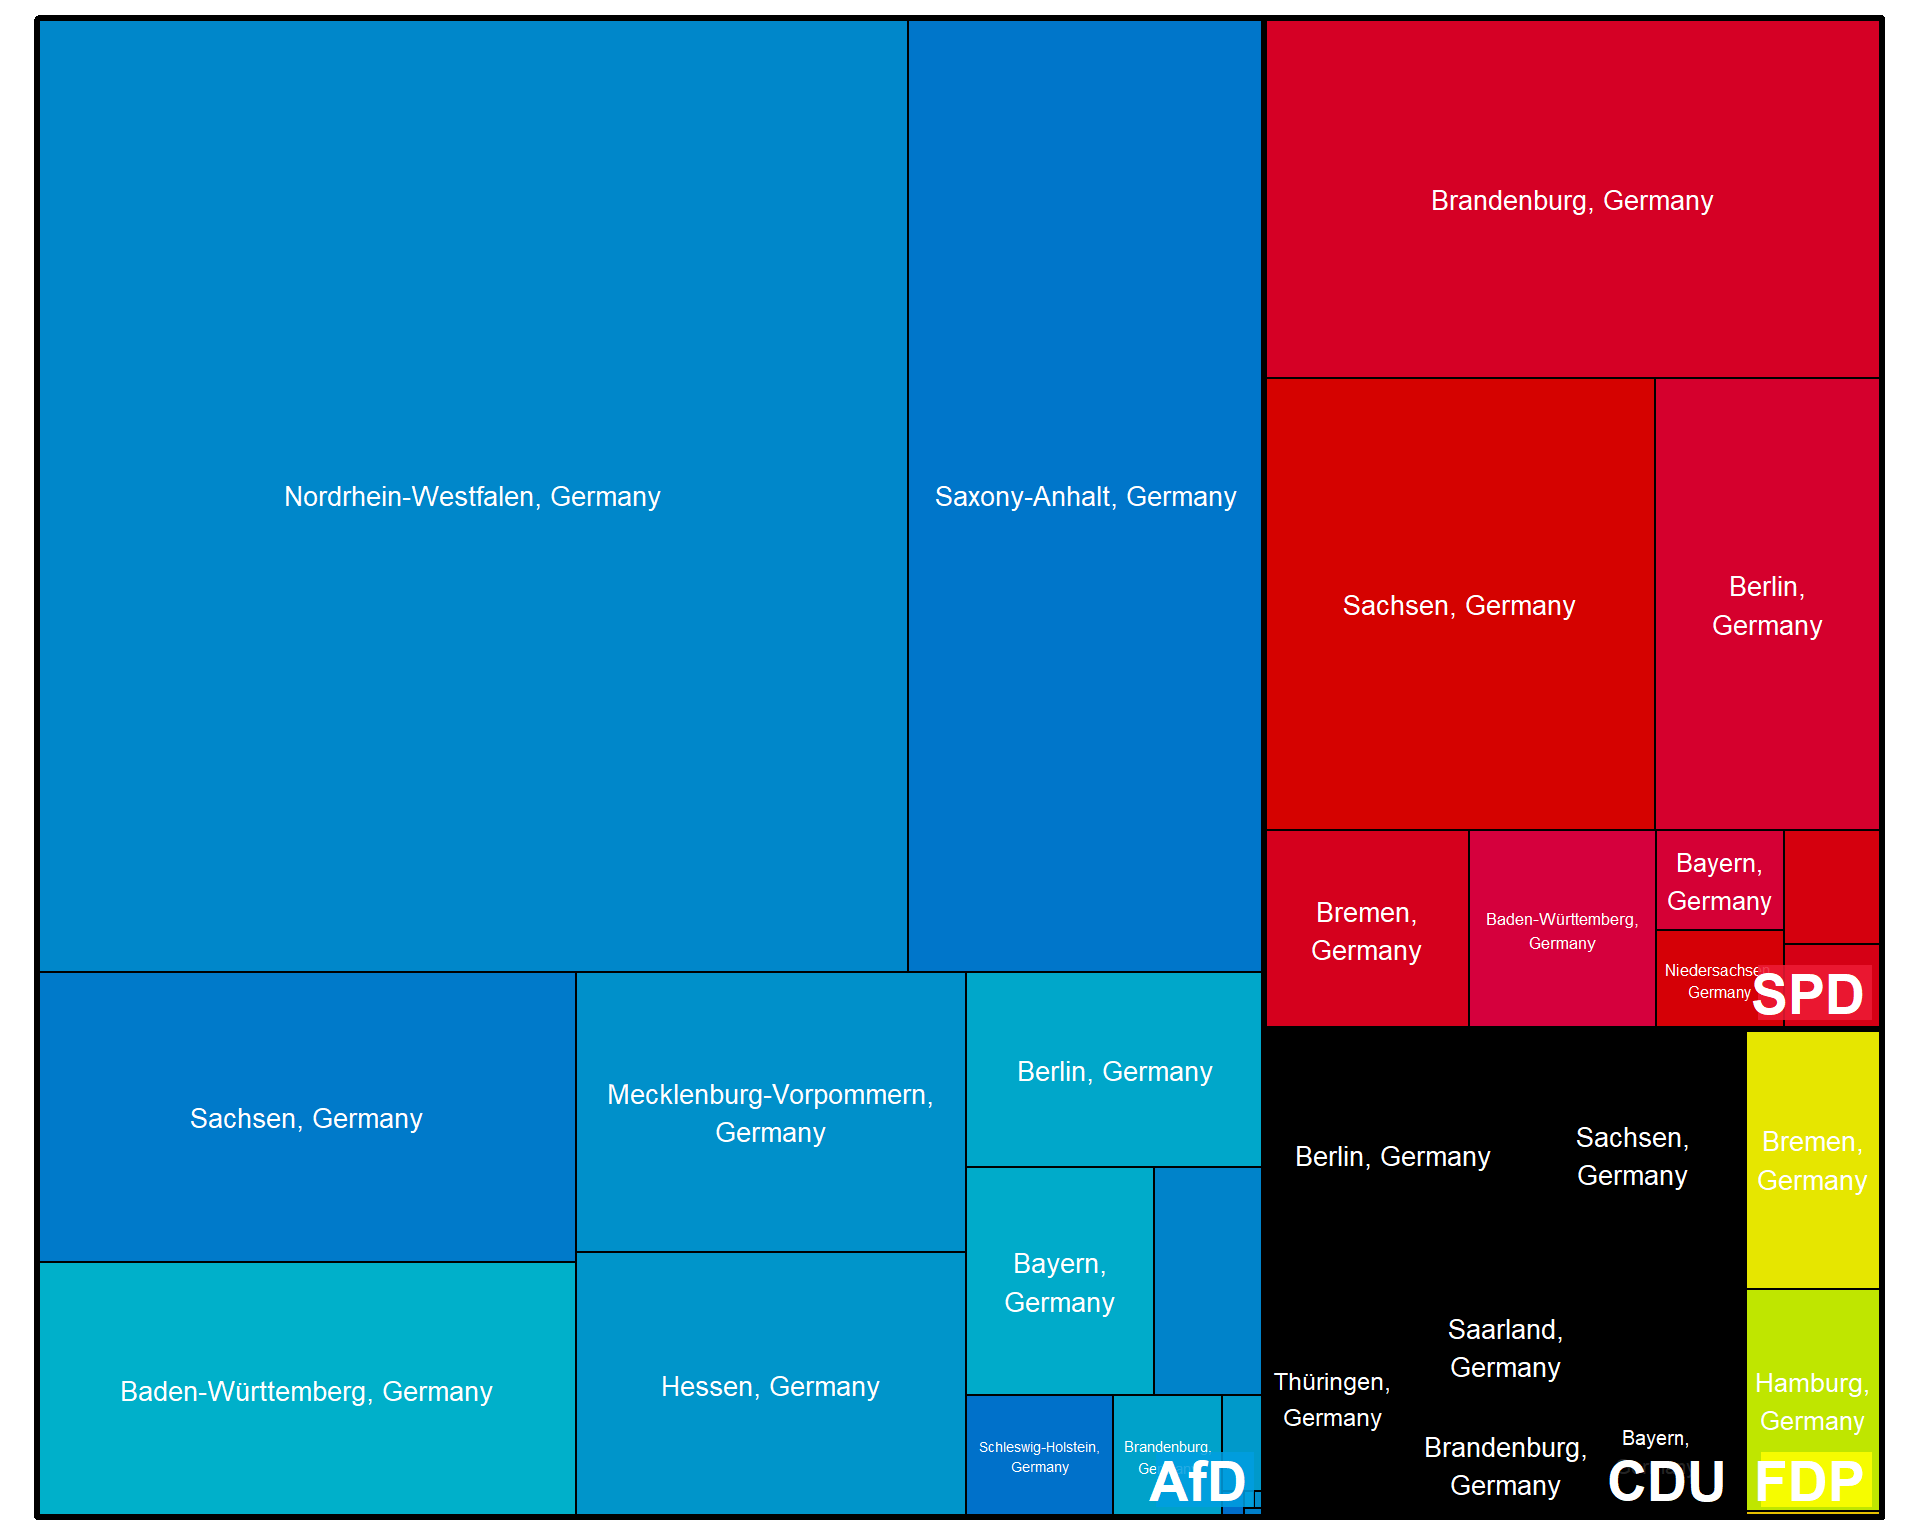 Nordrhein-Westfalen, Germany
Saxony-Anhalt, Germany
Sachsen, Germany
Baden-Württemberg, Germany
Mecklenburg-Vorpommern,
Germany
Hessen, Germany
Berlin, Germany
Bayern,
Germany
Schleswig-Holstein,
Germany
Brandenburg,
AfD
Brandenburg, Germany
Sachsen, Germany
Berlin,
Germany
Bremen,
Germany
Baden-Württemberg,
Germany
Bayern,
Germany
Niedersachsen,
Germany
SPD
Berlin, Germany
Sachsen,
Germany
Thüringen,
Germany
Saarland,
Germany
Brandenburg,
Germany
Bayern,
CDU
Bremen,
Germany
Hamburg,
Germany
FDP